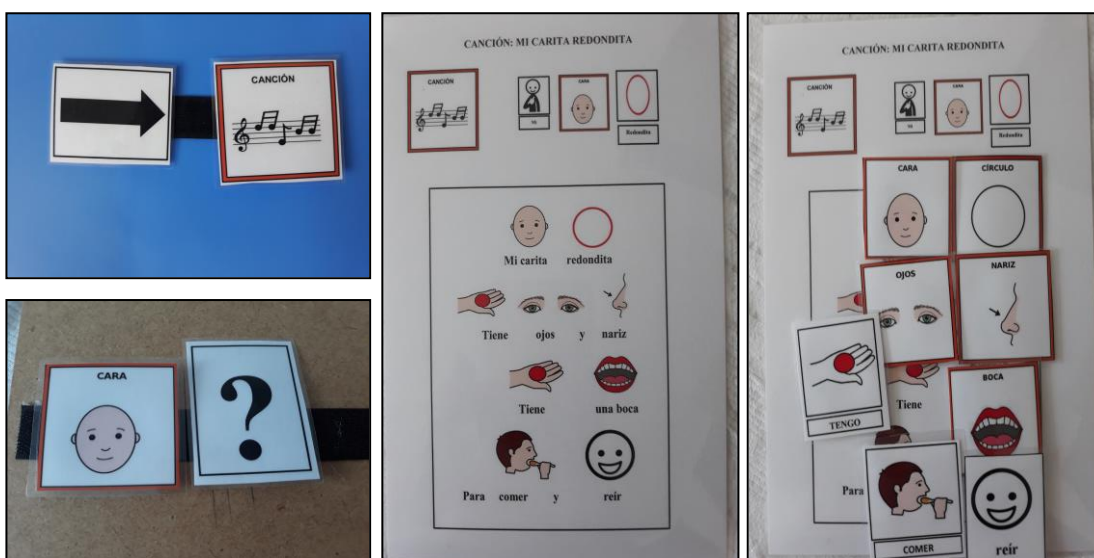 CANCIÓN
CARA
CANCIÓN: MI CARITA REDONDITA
CANCIÓN
MI
CARA
Redondita
Mi carita redondita
Tiene ojos y nariz
Tiene una boca
Para comer y reír
CANCIÓN: MI CARITA REDONDITA
CANCIÓN
MI
CARA
Redondita
CARA
CÍRCULO
OJOS
NARIZ
TENGO
Tiene
BOCA
Para
COMER
reír